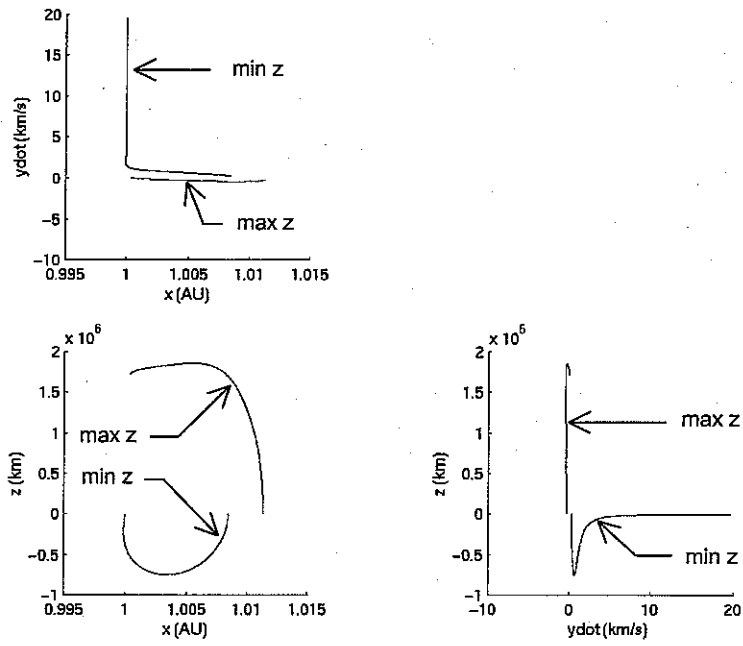 20
15
10
5
0
-5
-10
ydot (km/s)
min z
max z
0.995 1 1.005 1.01 1.015
x (AU)
x 10^6
2
1.5
1
0.5
0
-0.5
-1
z (km)
max z
min z
0.995 1 1.005 1.01 1.015
x (AU)
x 10^6
2
1.5
1
0.5
0
-0.5
-1
z (km)
max z
min z
-10 0 10 20
ydot (km/s)